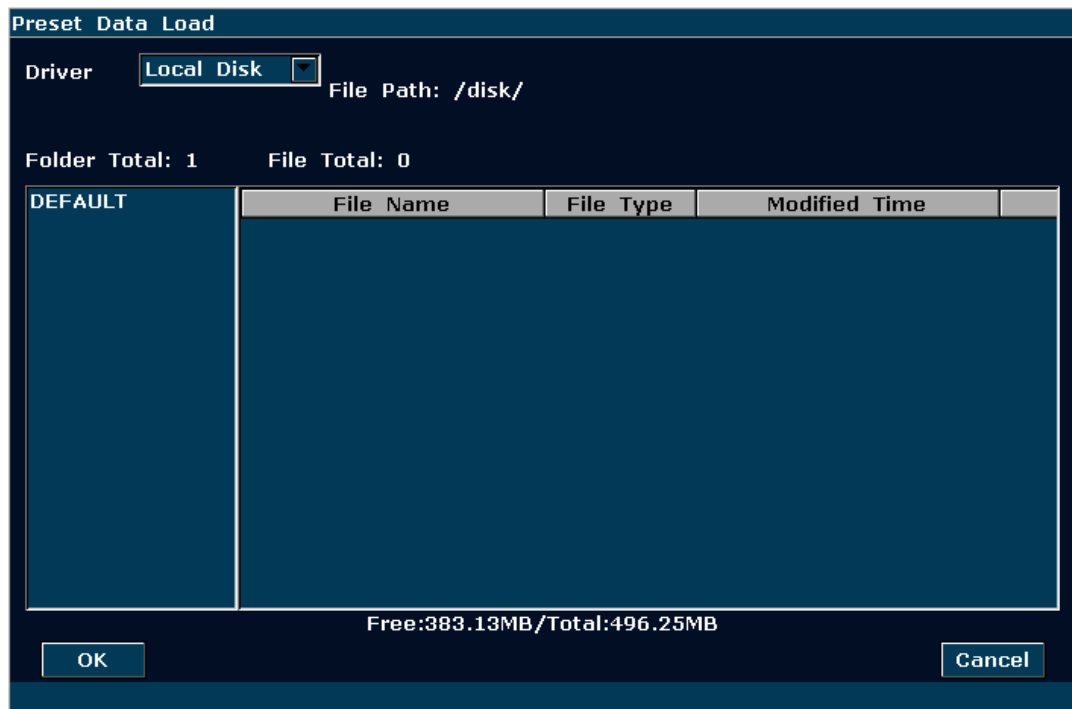 Preset Data Load
Driver Local Disk
File Path: /disk/
Folder Total: 1 File Total: 0
DEFAULT File Name File Type Modified Time
Free:383.13MB/Total:496.25MB
OK Cancel